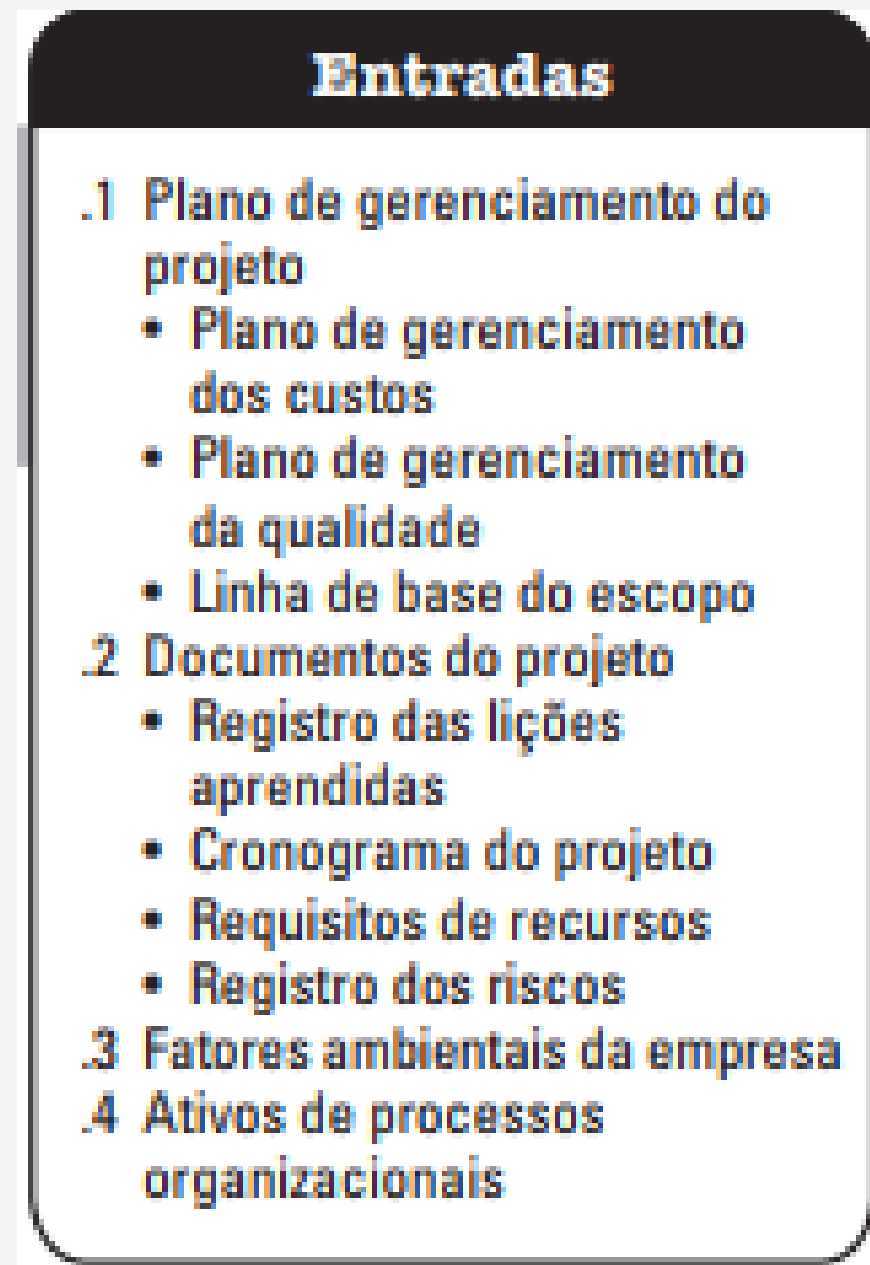 Entradas
.1 Plano de gerenciamento do
projeto
• Plano de gerenciamento
dos custos
• Plano de gerenciamento
da qualidade
• Linha de base do escopo
.2 Documentos do projeto
• Registro das lições
aprendidas
• Cronograma do projeto
• Requisitos de recursos
• Registro dos riscos
.3 Fatores ambientais da empresa
.4 Ativos de processos
organizacionais